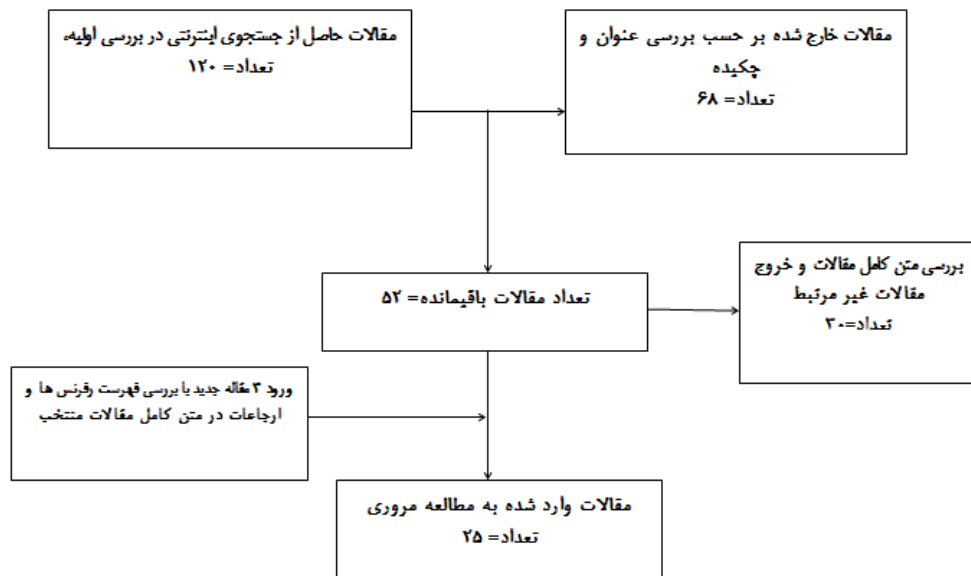 مقالات حاصل از جستجوی اینترنتی در بررسی اولیه،
تعداد= ۱۲۰
مقالات خارج شده بر حسب بررسی عنوان و
چکیده
تعداد= ۶۸
تعداد مقالات باقیمانده= ۵۲
بررسی متن کامل مقالات و خروج
مقالات غیر مرتبط
تعداد=۳۰
ورود ۳ مقاله جدید با بررسی فهرست رفرنس ها و
ارجاعات در متن کامل مقالات منتخب
مقالات وارد شده به مطالعه مروری
تعداد= ۲۵